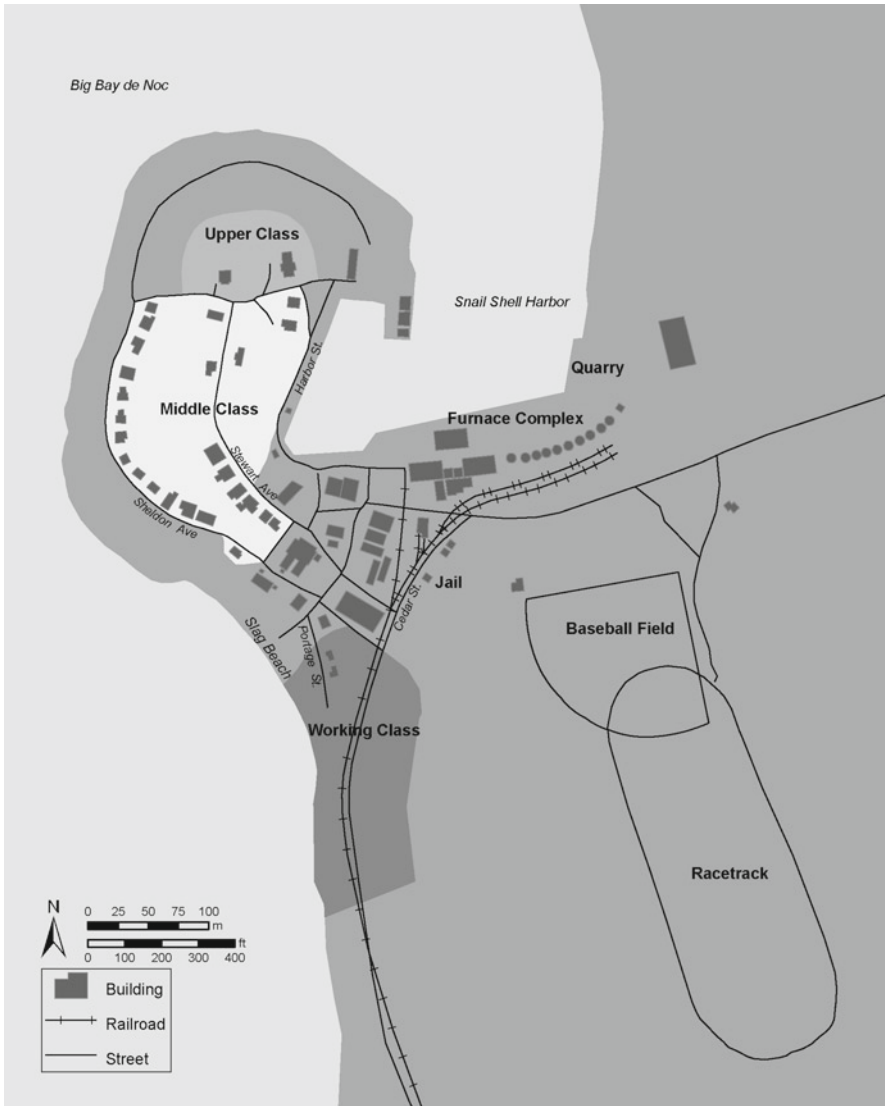 Big Bay de Noc
Upper Class
Snail Shell Harbor
Harbor St.
Quarry
Middle Class
Furnace Complex
Stewart Ave
Sheldon Ave
Jail
Cedar St.
Baseball Field
Slag Beach
Portage St.
Working Class
Racetrack
N
0 25 50 75 100
m
ft
0 100 200 300 400
Building
Railroad
Street